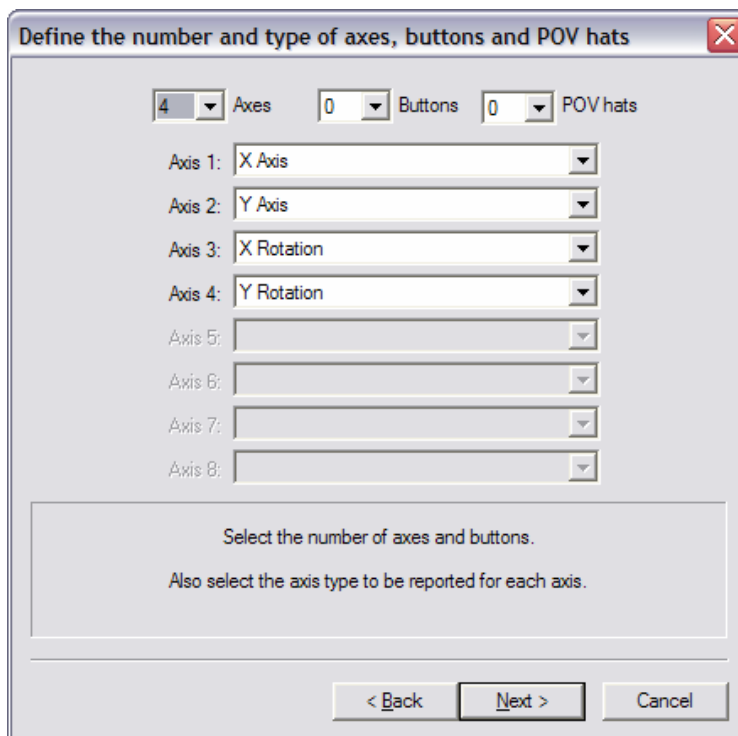 Define the number and type of axes, buttons and POV hats
4 Axes 0 Buttons 0 POV hats
Axis 1: X Axis
Axis 2: Y Axis
Axis 3: X Rotation
Axis 4: Y Rotation
Axis 5:
Axis 6:
Axis 7:
Axis 8:
Select the number of axes and buttons.
Also select the axis type to be reported for each axis.
< Back Next > Cancel